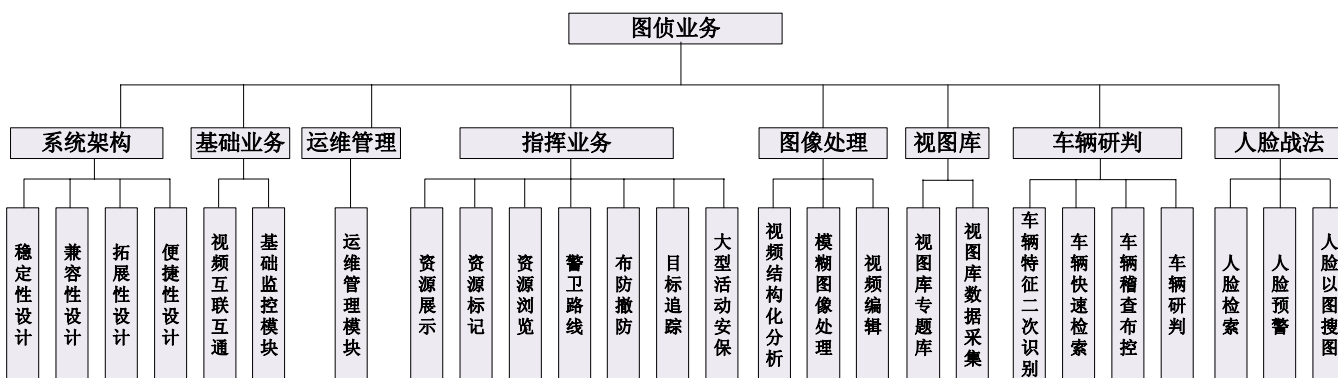 图侦业务
系统架构
基础业务
运维管理
指挥业务
图像处理
视图库
车辆研判
人脸战法
稳定性设计
兼容性设计
拓展性设计
便捷性设计
视频互联互通
基础监控模块
运维管理模块
资源展示
资源标记
资源浏览
警卫路线
布防撤防
目标追踪
大型活动安保
视频结构化分析
模糊图像处理
视频编辑
视图库专题库
视图库数据采集
车辆特征二次识别
车辆快速检索
车辆稽查布控
车辆研判
人脸检索
人脸预警
人脸以图搜图